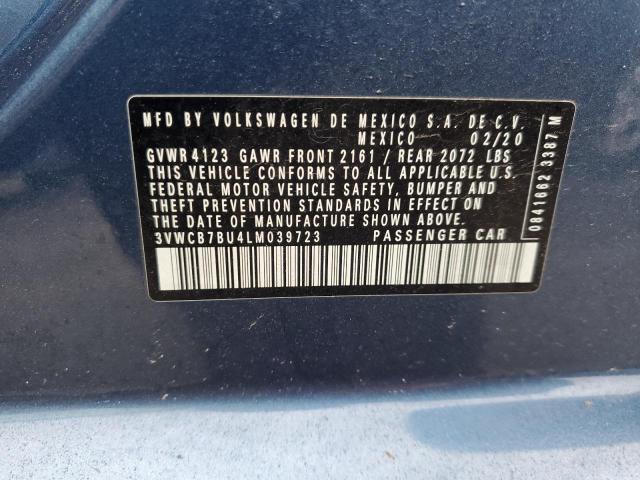 MFD BY VOLKSWAGEN DE MEXICO S.A. DE C.V.
MEXICO 02/20
GVWR 4123 GAWR FRONT 2161 / REAR 2072 LBS
THIS VEHICLE CONFORMS TO ALL APPLICABLE U.S.
FEDERAL MOTOR VEHICLE SAFETY, BUMPER AND
THEFT PREVENTION STANDARDS IN EFFECT ON
THE DATE OF MANUFACTURE SHOWN ABOVE.
3VWCB7BU4LM039723 PASSENGER CAR
0841662 3387 M